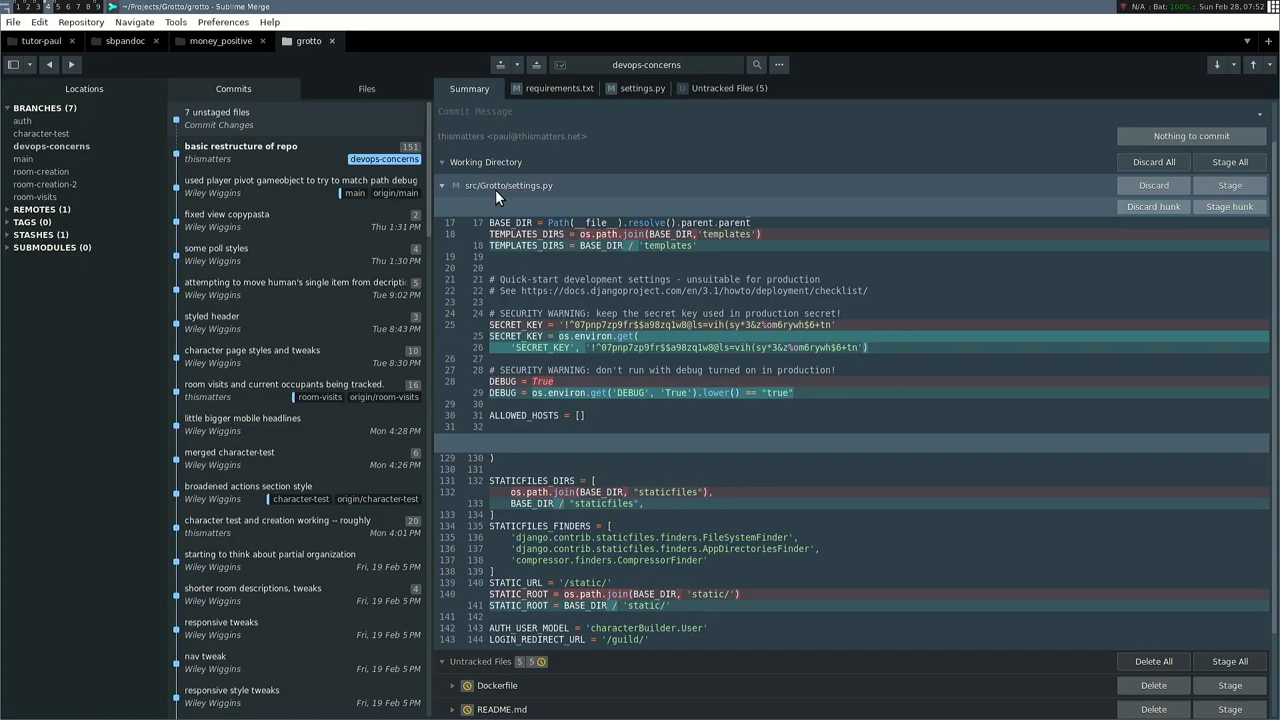 1 2 3 4 5 6 7 8 9 ~/Projects/Grotto/grotto - Sublime Merge N/A : Bat: 100% : Sun Feb 28, 07:52
File Edit Repository Navigate Tools Preferences Help
tutor-paul × sbpandoc × money_positive × grotto ×
devops-concerns
Locations
BRANCHES (7)
auth
character-test
devops-concerns
main
room-creation
room-creation-2
room-visits
REMOTES (1)
TAGS (0)
STASHES (1)
SUBMODULES (0)
Commits Files
7 unstaged files
Commit Changes
basic restructure of repo 151
thismatters devops-concerns
used player pivot gameobject to try to match path debug
Wiley Wiggins main origin/main
fixed view copypasta 2
Wiley Wiggins Thu 1:31 PM
some poll styles 4
Wiley Wiggins Thu 1:30 PM
attempting to move human's single item from decriptic 5
Wiley Wiggins Tue 9:02 PM
styled header 3
Wiley Wiggins Tue 8:43 PM
character page styles and tweaks 10
Wiley Wiggins Tue 8:30 PM
room visits and current occupants being tracked. 16
thismatters room-visits origin/room-visits
little bigger mobile headlines
Wiley Wiggins Mon 4:28 PM
merged character-test 6
Wiley Wiggins Mon 4:26 PM
broadened actions section style
Wiley Wiggins character-test origin/character-test
character test and creation working -- roughly 20
thismatters Mon 4:01 PM
starting to think about partial organization
Wiley Wiggins Fri, 19 Feb 5 PM
shorter room descriptions, tweaks 4
Wiley Wiggins Fri, 19 Feb 5 PM
responsive tweaks
Wiley Wiggins Fri, 19 Feb 5 PM
nav tweak
Wiley Wiggins Fri, 19 Feb 5 PM
responsive style tweaks
Wiley Wiggins Fri, 19 Feb 5 PM
Summary M requirements.txt M settings.py Untracked Files (5)
Commit Message
thismatters <paul@thismatters.net> Nothing to commit
Working Directory Discard All Stage All
M src/Grotto/settings.py Discard Stage
Discard hunk Stage hunk
17 17 BASE_DIR = Path(__file__).resolve().parent.parent
18 TEMPLATES_DIRS = os.path.join(BASE_DIR,'templates')
18 TEMPLATES_DIRS = BASE_DIR / 'templates'
19 19
20 20
21 21 # Quick-start development settings - unsuitable for production
22 22 # See https://docs.djangoproject.com/en/3.1/howto/deployment/checklist/
23 23
24 24 # SECURITY WARNING: keep the secret key used in production secret!
25 SECRET_KEY = '!^07pnp7zp9fr$$a98zq1w8@ls=vih(sy*3&z%om6rywh$6+tn'
25 SECRET_KEY = os.environ.get(
26 'SECRET_KEY', '!^07pnp7zp9fr$$a98zq1w8@ls=vih(sy*3&z%om6rywh$6+tn')
26 27
27 28 # SECURITY WARNING: don't run with debug turned on in production!
28 DEBUG = True
29 DEBUG = os.environ.get('DEBUG', 'True').lower() == "true"
29 30
30 31 ALLOWED_HOSTS = []
31 32
129 130 )
130 131
131 132 STATICFILES_DIRS = [
132 os.path.join(BASE_DIR, "staticfiles"),
133 BASE_DIR / "staticfiles",
133 134 ]
134 135 STATICFILES_FINDERS = [
135 136 'django.contrib.staticfiles.finders.FileSystemFinder',
136 137 'django.contrib.staticfiles.finders.AppDirectoriesFinder',
137 138 'compressor.finders.CompressorFinder'
138 139 ]
139 140 STATIC_URL = '/static/'
140 STATIC_ROOT = os.path.join(BASE_DIR, 'static/')
141 STATIC_ROOT = BASE_DIR / 'static/'
141 142
142 143 AUTH_USER_MODEL = 'characterBuilder.User'
143 144 LOGIN_REDIRECT_URL = '/guild/'
Untracked Files 5 5 Delete All Stage All
Dockerfile Delete Stage
README.md Delete Stage